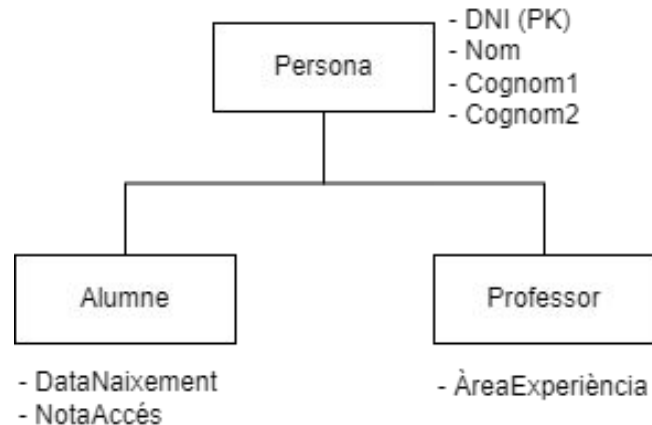 Persona
- DNI (PK)
- Nom
- Cognom1
- Cognom2
Alumne
- DataNaixement
- NotaAccés
Professor
- ÀreaExperiència